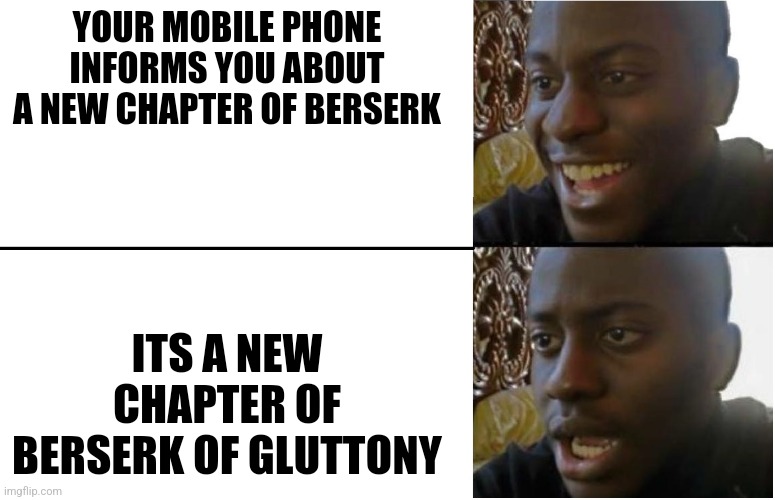 YOUR MOBILE PHONE
INFORMS YOU ABOUT
A NEW CHAPTER OF BERSERK
ITS A NEW
CHAPTER OF
BERSERK OF GLUTTONY
imgflip.com